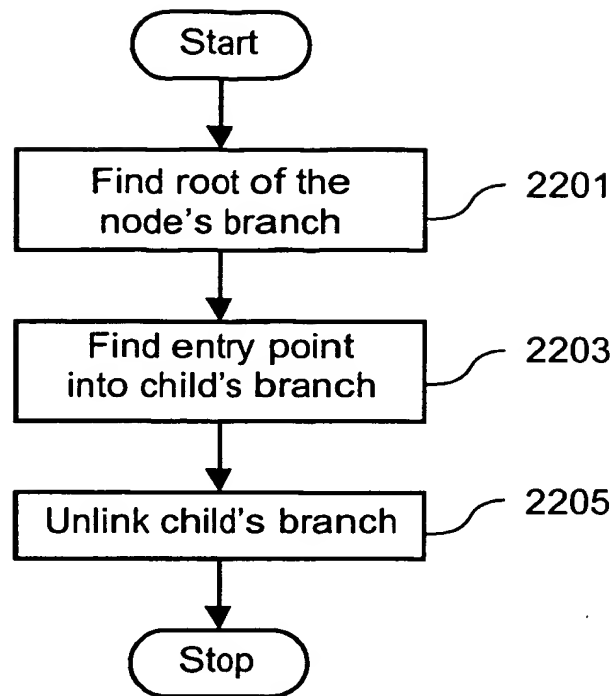 Start
Find root of the
node's branch
2201
Find entry point
into child's branch
2203
Unlink child's branch
2205
Stop